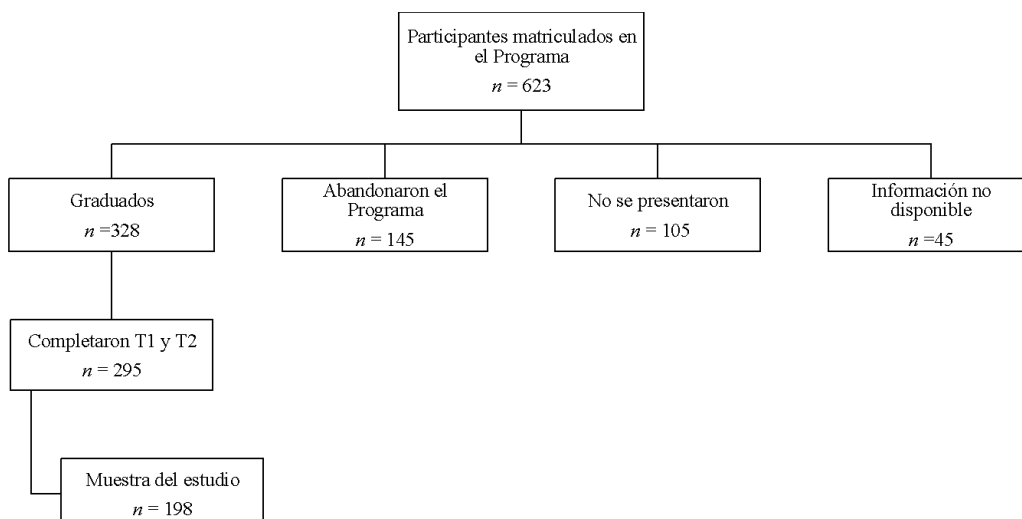 Participantes matriculados en
el Programa
n = 623
Graduados
n =328
Abandonaron el
Programa
n = 145
No se presentaron
n = 105
Información no
disponible
n =45
Completaron T1 y T2
n = 295
Muestra del estudio
n = 198